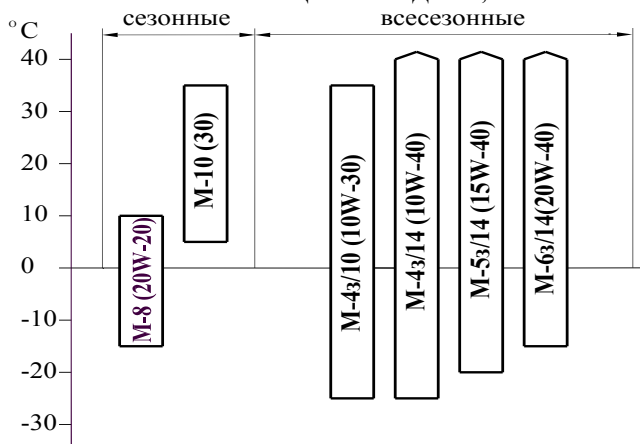 сезонные
всесезонные
°C
40
30
20
10
0
-10
-20
-30
М-8 (20W-20)
М-10 (30)
М-4з/10 (10W-30)
М-4з/14 (10W-40)
М-5з/14 (15W-40)
М-6з/14(20W-40)